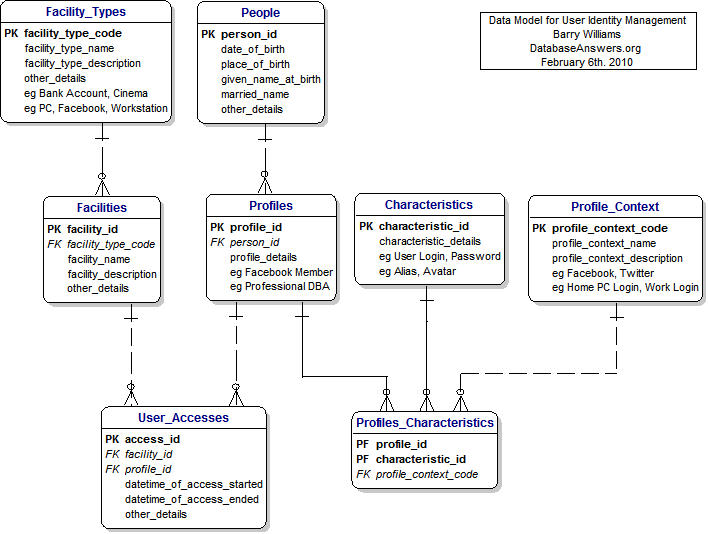 Facility_Types
PK facility_type_code
facility_type_name
facility_type_description
other_details
eg Bank Account, Cinema
eg PC, Facebook, Workstation
People
PK person_id
date_of_birth
place_of_birth
given_name_at_birth
married_name
other_details
Data Model for User Identity Management
Barry Williams
DatabaseAnswers.org
February 6th. 2010
Facilities
PK facility_id
FK facility_type_code
facility_name
facility_description
other_details
Profiles
PK profile_id
FK person_id
profile_details
eg Facebook Member
eg Professional DBA
Characteristics
PK characteristic_id
characteristic_details
eg User Login, Password
eg Alias, Avatar
Profile_Context
PK profile_context_code
profile_context_name
profile_context_description
eg Facebook, Twitter
eg Home PC Login, Work Login
User_Accesses
PK access_id
FK facility_id
FK profile_id
datetime_of_access_started
datetime_of_access_ended
other_details
Profiles_Characteristics
PF profile_id
PF characteristic_id
FK profile_context_code